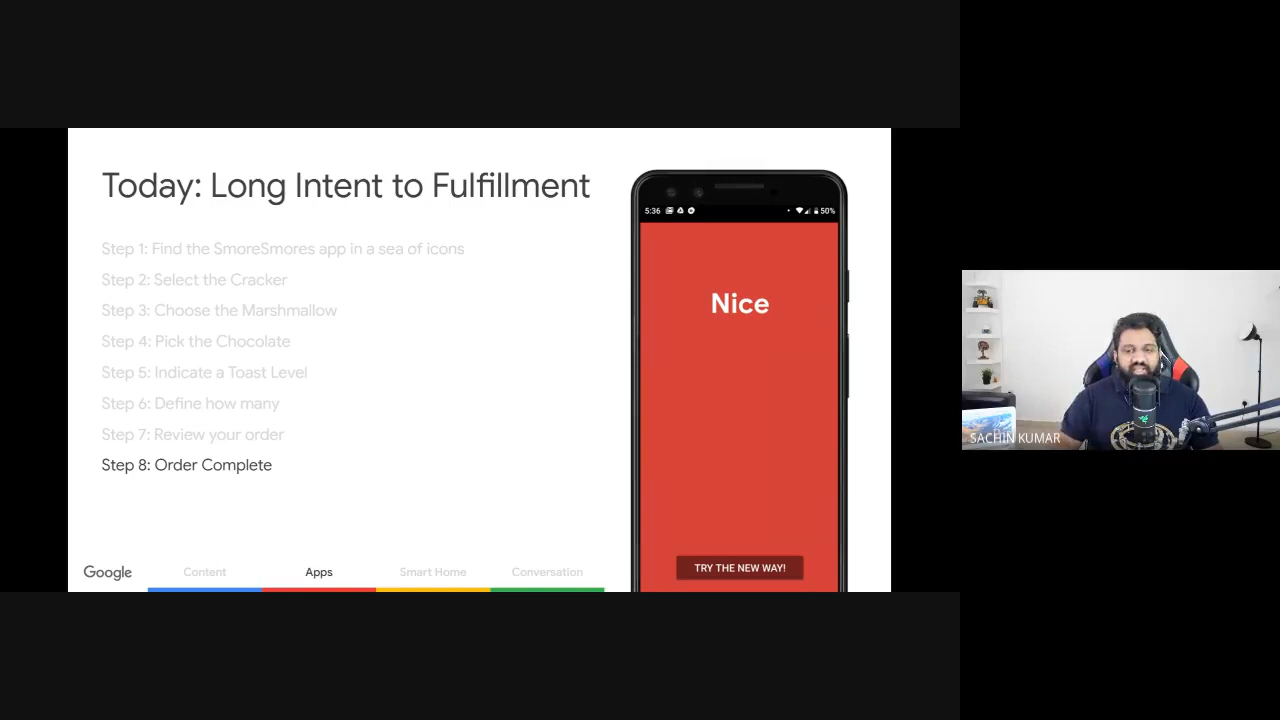 Today: Long Intent to Fulfillment
Step 1: Find the SmoreSmores app in a sea of icons
Step 2: Select the Cracker
Step 3: Choose the Marshmallow
Step 4: Pick the Chocolate
Step 5: Indicate a Toast Level
Step 6: Define how many
Step 7: Review your order
Step 8: Order Complete
Google Content Apps Smart Home Conversation
5:36 50%
Nice
TRY THE NEW WAY!
SACHIN KUMAR